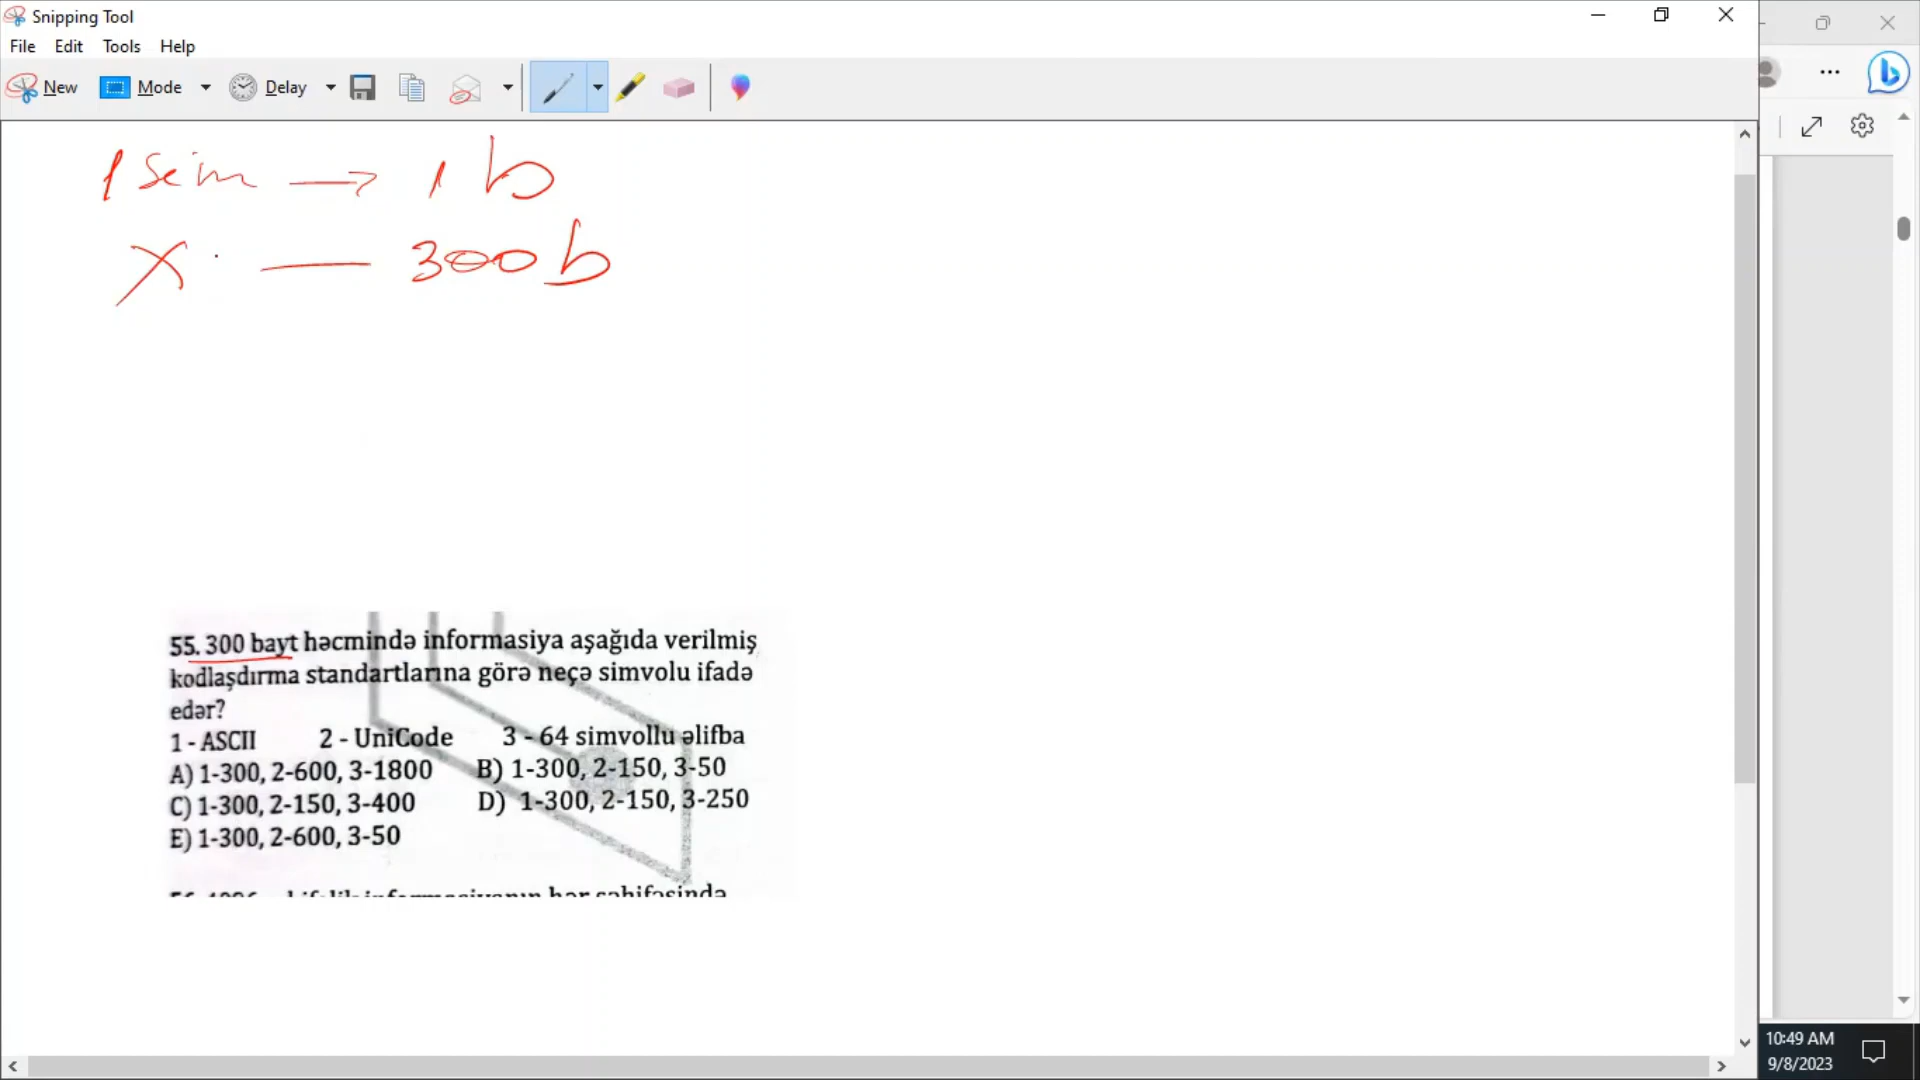 Snipping Tool
File Edit Tools Help
New Mode Delay
1 sim → 1 b
x — 300 b
55. 300 bayt həcmində informasiya aşağıda verilmiş
kodlaşdırma standartlarına görə neçə simvolu ifadə
edər?
1 - ASCII 2 - UniCode 3 - 64 simvollu əlifba
A) 1-300, 2-600, 3-1800 B) 1-300, 2-150, 3-50
C) 1-300, 2-150, 3-400 D) 1-300, 2-150, 3-250
E) 1-300, 2-600, 3-50
informasiyanın hər səhifəsində
10:49 AM
9/8/2023